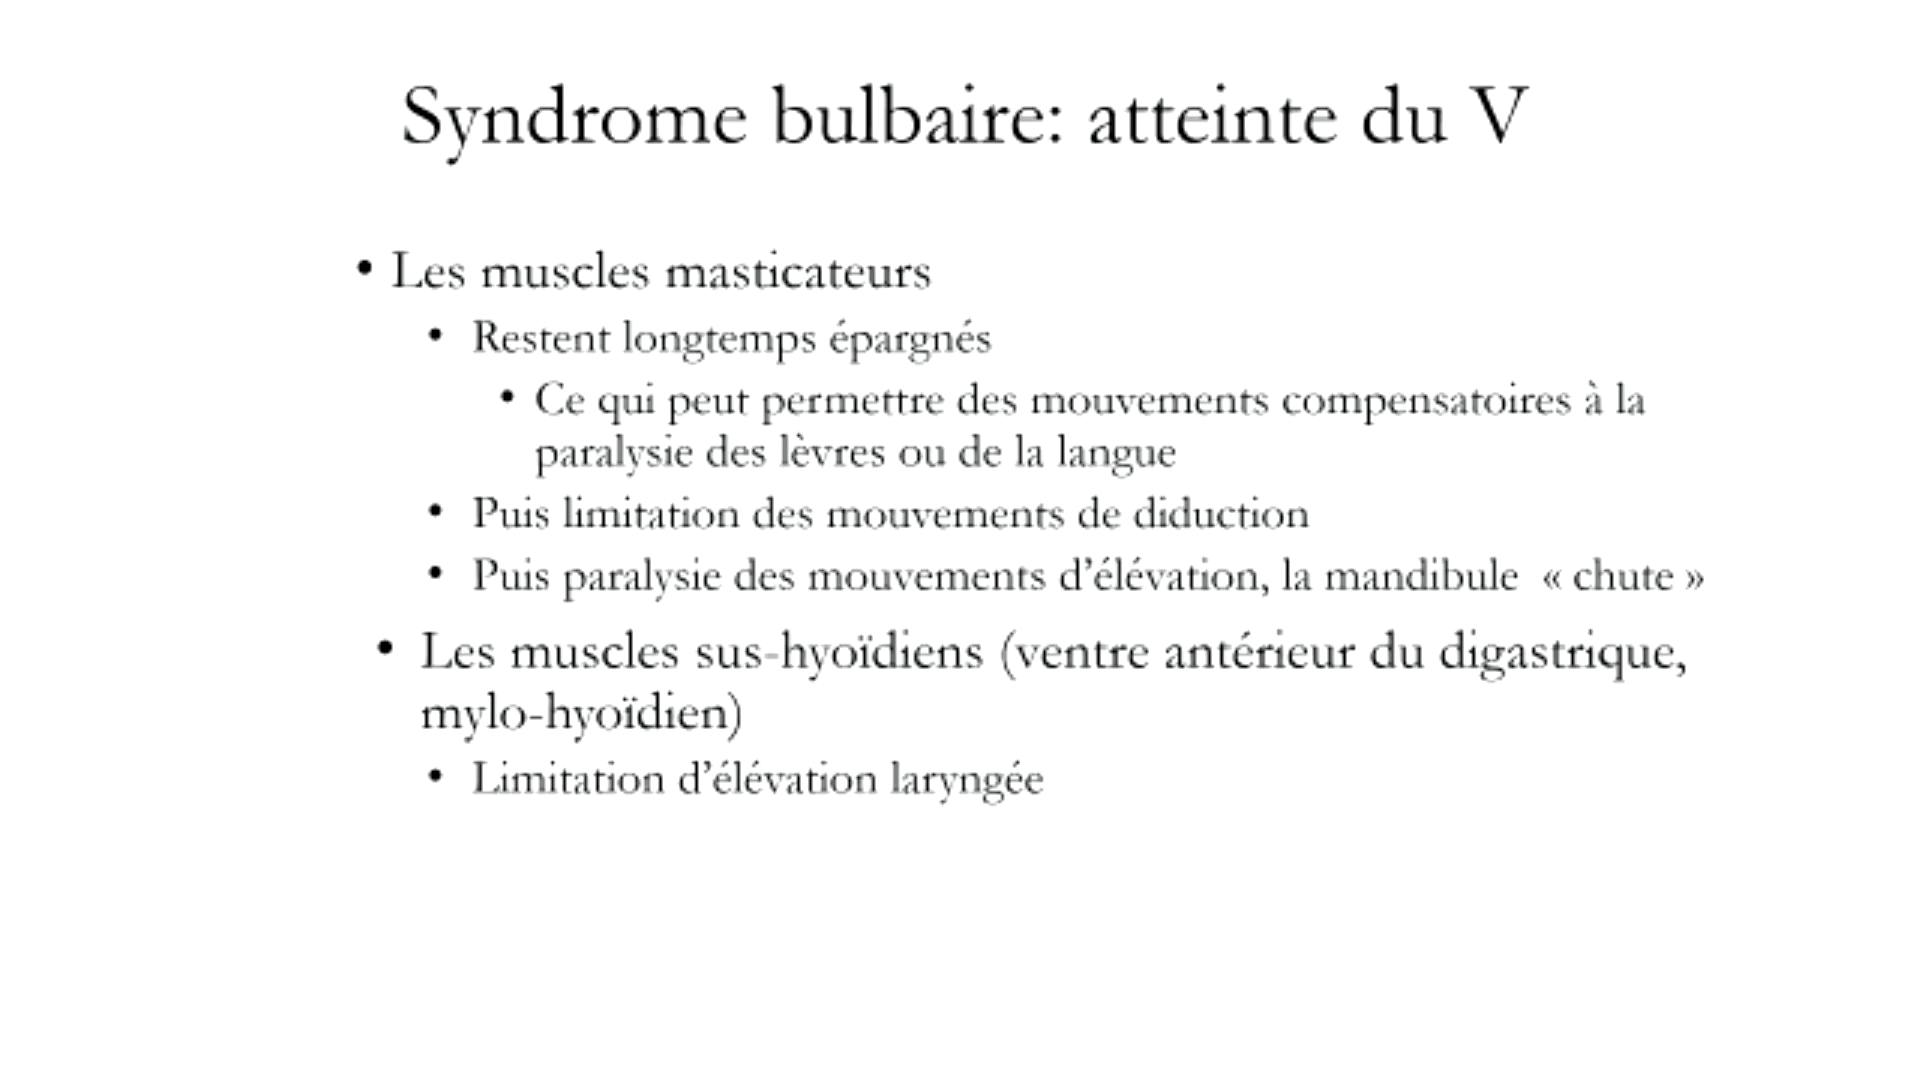 Syndrome bulbaire: atteinte du V
• Les muscles masticateurs
• Restent longtemps épargnés
• Ce qui peut permettre des mouvements compensatoires à la
paralysie des lèvres ou de la langue
• Puis limitation des mouvements de diduction
• Puis paralysie des mouvements d’élévation, la mandibule « chute »
• Les muscles sus-hyoïdiens (ventre antérieur du digastrique,
mylo-hyoïdien)
• Limitation d’élévation laryngée